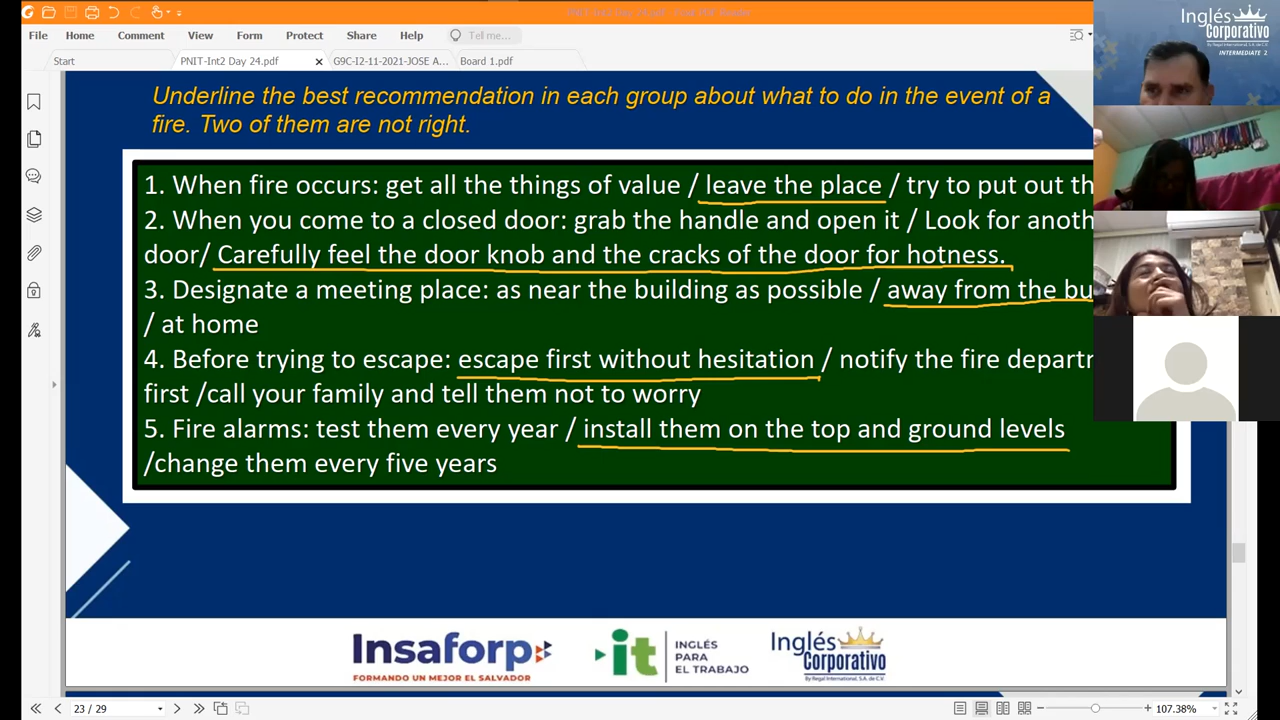 File Home Comment View Form Protect Share Help Tell me...
Start PNIT-Int2 Day 24.pdf G9C-I2-11-2021-JOSE A... Board 1.pdf
Inglés
Corporativo
By Regal International, S.A. de C.V.
INTERMEDIATE 2
Underline the best recommendation in each group about what to do in the event of a
fire. Two of them are not right.
1. When fire occurs: get all the things of value / leave the place / try to put out
2. When you come to a closed door: grab the handle and open it / Look for
door/ Carefully feel the door knob and the cracks of the door for hotness.
3. Designate a meeting place: as near the building as possible / away from the
/ at home
4. Before trying to escape: escape first without hesitation / notify the fire
first /call your family and tell them not to worry
5. Fire alarms: test them every year / install them on the top and ground levels
/change them every five years
Insaforp
FORMANDO UN MEJOR EL SALVADOR
it
INGLÉS
PARA
EL TRABAJO
Inglés
Corporativo
By Regal International, S.A. de C.V.
23 / 29
107.38%